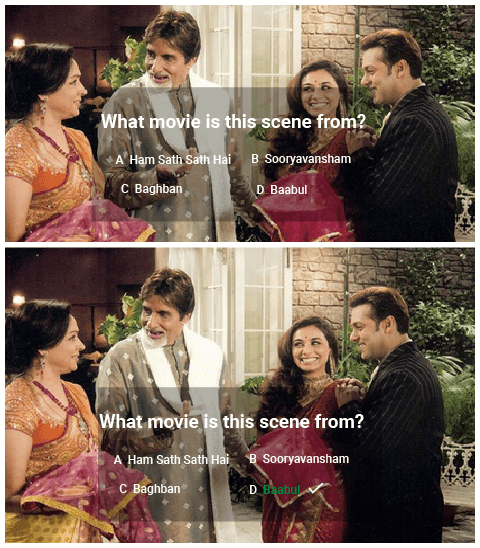 What movie is this scene from?
A Ham Sath Sath Hai B Sooryavansham
C Baghban D Baabul
What movie is this scene from?
A Ham Sath Sath Hai B Sooryavansham
C Baghban D Baabul